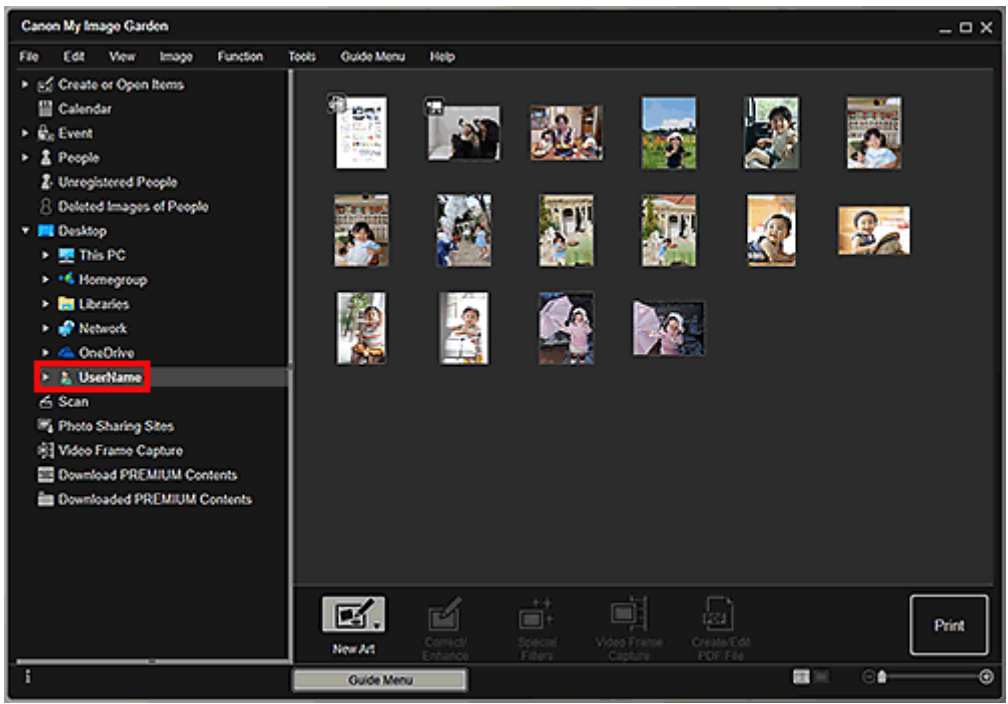 Canon My Image Garden
File Edit View Image Function Tools Guide Menu Help
Create or Open Items
Calendar
Event
People
Unregistered People
Deleted Images of People
Desktop
This PC
Homegroup
Libraries
Network
OneDrive
UserName
Scan
Photo Sharing Sites
Video Frame Capture
Download PREMIUM Contents
Downloaded PREMIUM Contents
New Art
Correct/
Enhance
Special
Filters
Video Frame
Capture
Create/Edit
PDF File
Print
Guide Menu